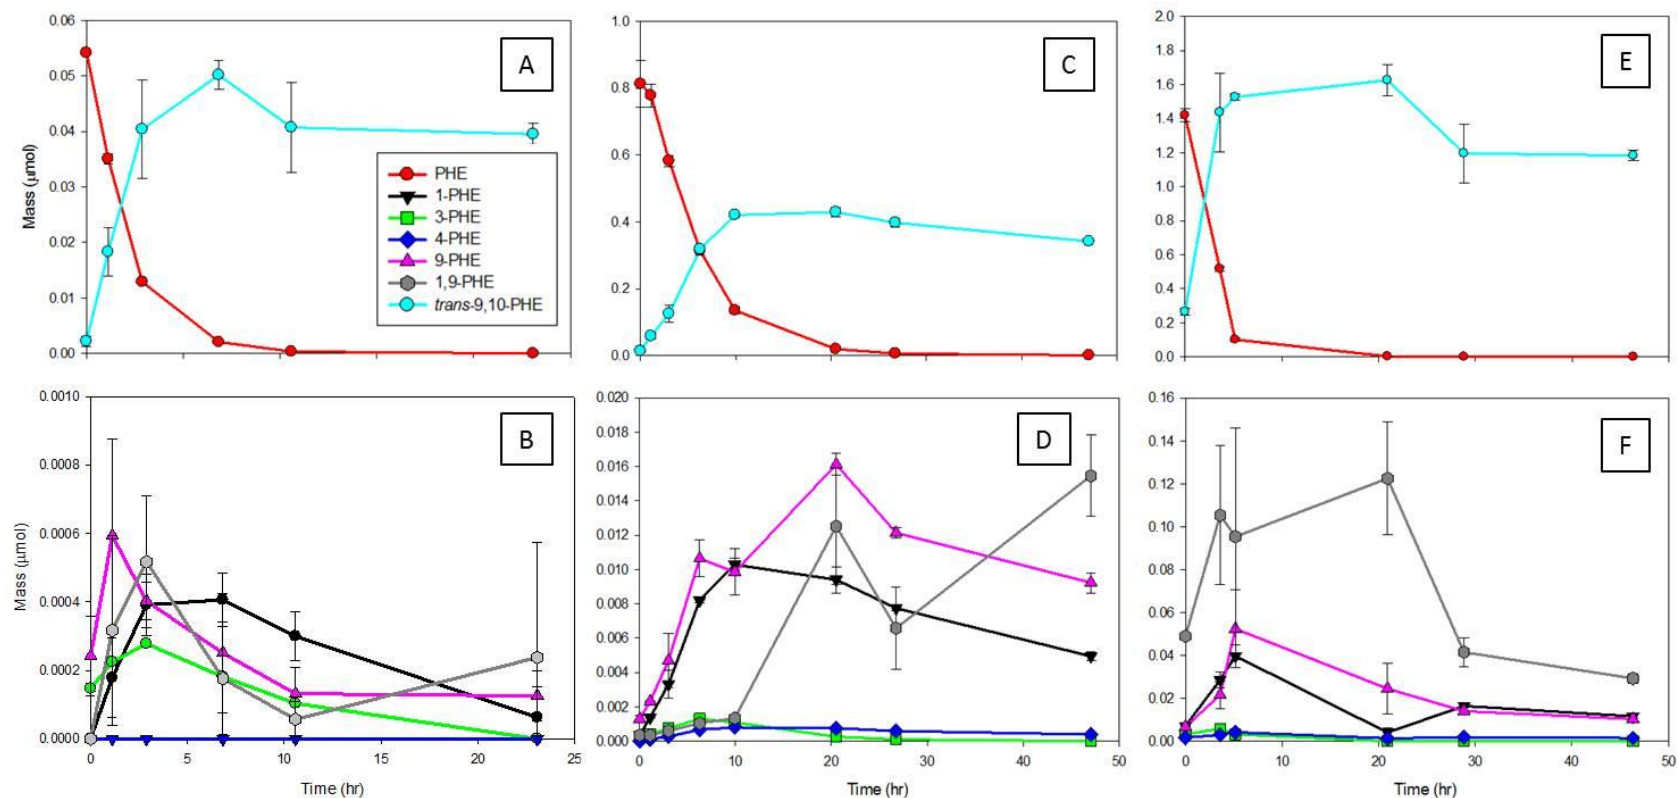 0.06
0.05
0.04
0.03
0.02
0.01
0.00
Mass (μmol)
A
PHE
1-PHE
3-PHE
4-PHE
9-PHE
1,9-PHE
trans-9,10-PHE
1.0
0.8
0.6
0.4
0.2
0.0
C
2.0
1.8
1.6
1.4
1.2
1.0
0.8
0.6
0.4
0.2
0.0
E
0.0010
0.0008
0.0006
0.0004
0.0002
0.0000
Mass (μmol)
B
0 5 10 15 20 25
Time (hr)
0.020
0.018
0.016
0.014
0.012
0.010
0.008
0.006
0.004
0.002
0.000
D
0 10 20 30 40 50
Time (hr)
0.16
0.14
0.12
0.10
0.08
0.06
0.04
0.02
0.00
F
0 10 20 30 40 50
Time (hr)